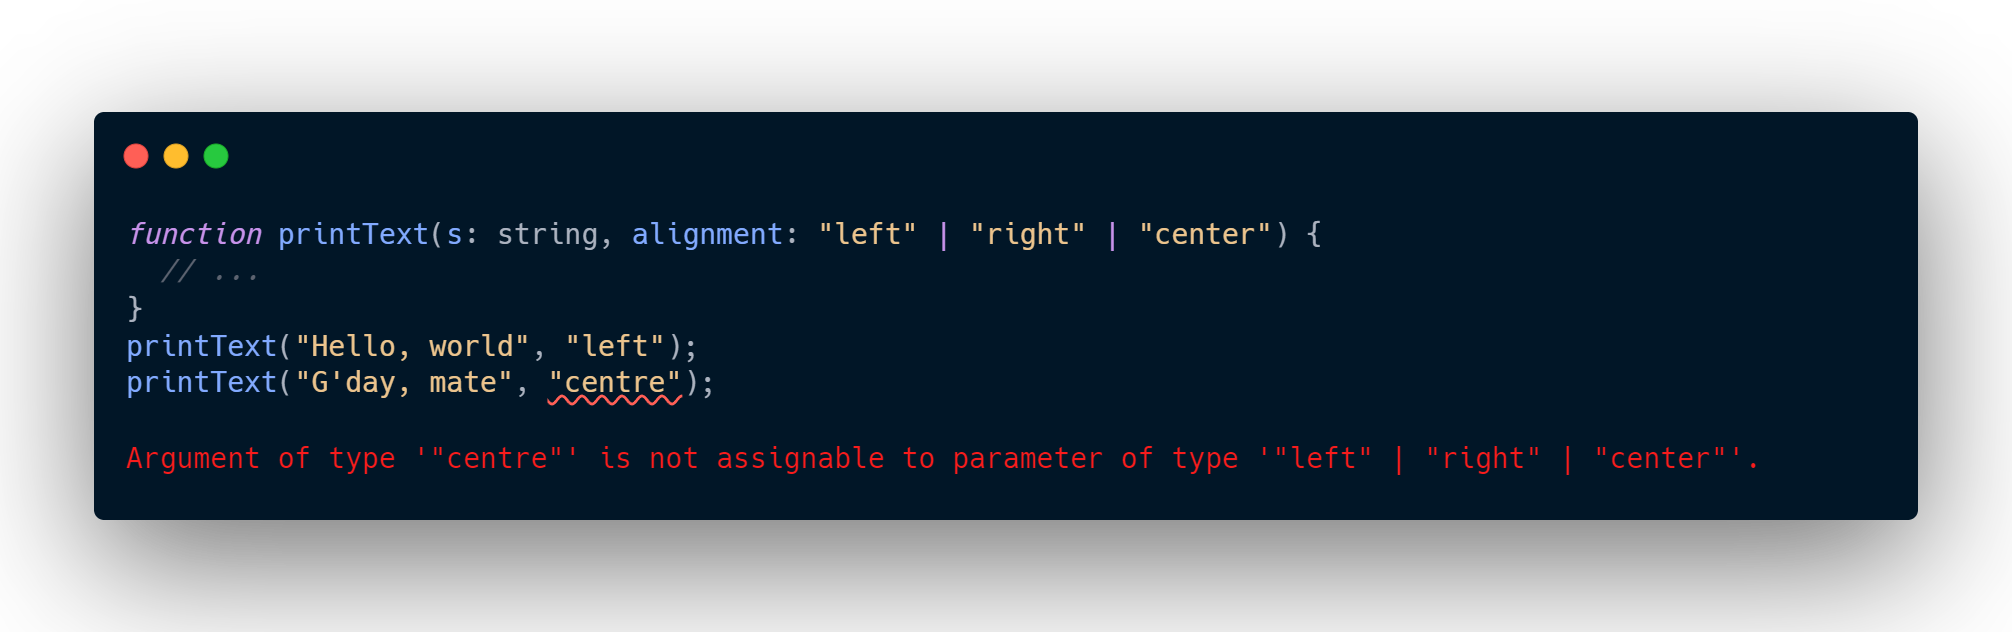 function printText(s: string, alignment: "left" | "right" | "center") {
  // ...
}
printText("Hello, world", "left");
printText("G'day, mate", "centre");
Argument of type '"centre"' is not assignable to parameter of type '"left" | "right" | "center"'.